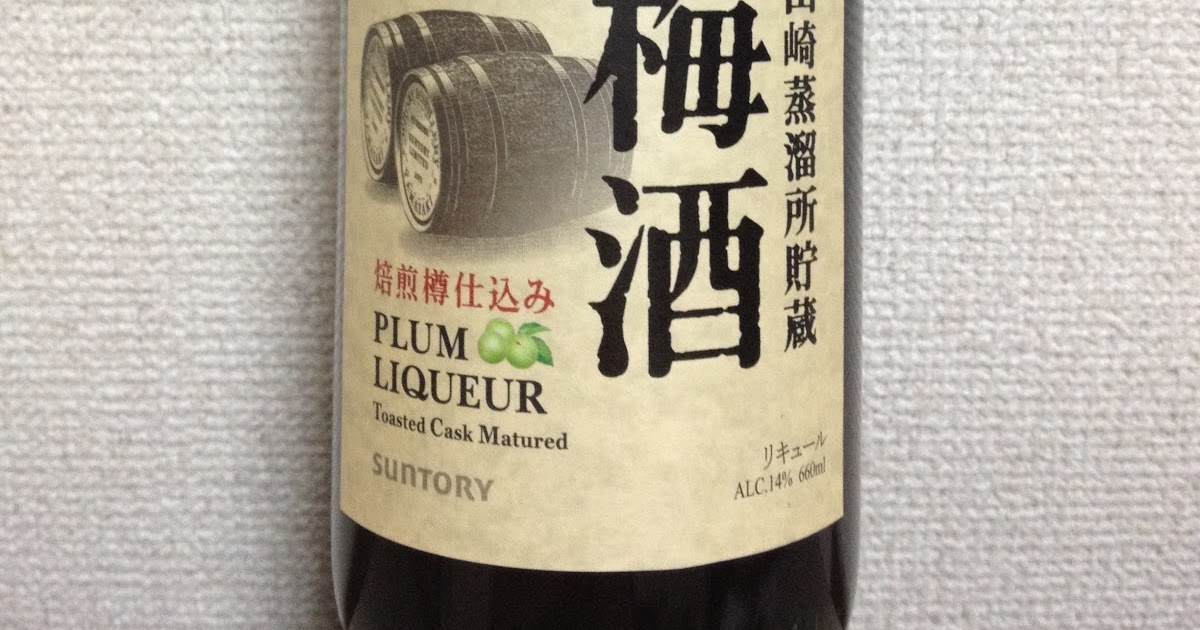 梅酒
山崎蒸溜所貯蔵
焙煎樽仕込み
PLUM
LIQUEUR
Toasted Cask Matured
SUNTORY
リキュール
ALC.14% 660ml